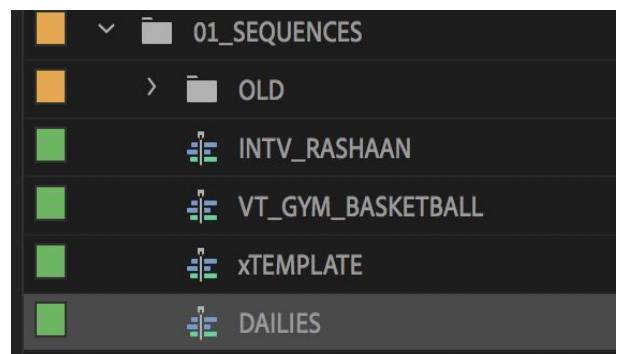 01_SEQUENCES
OLD
INTV_RASHAAN
VT_GYM_BASKETBALL
xTEMPLATE
DAILIES